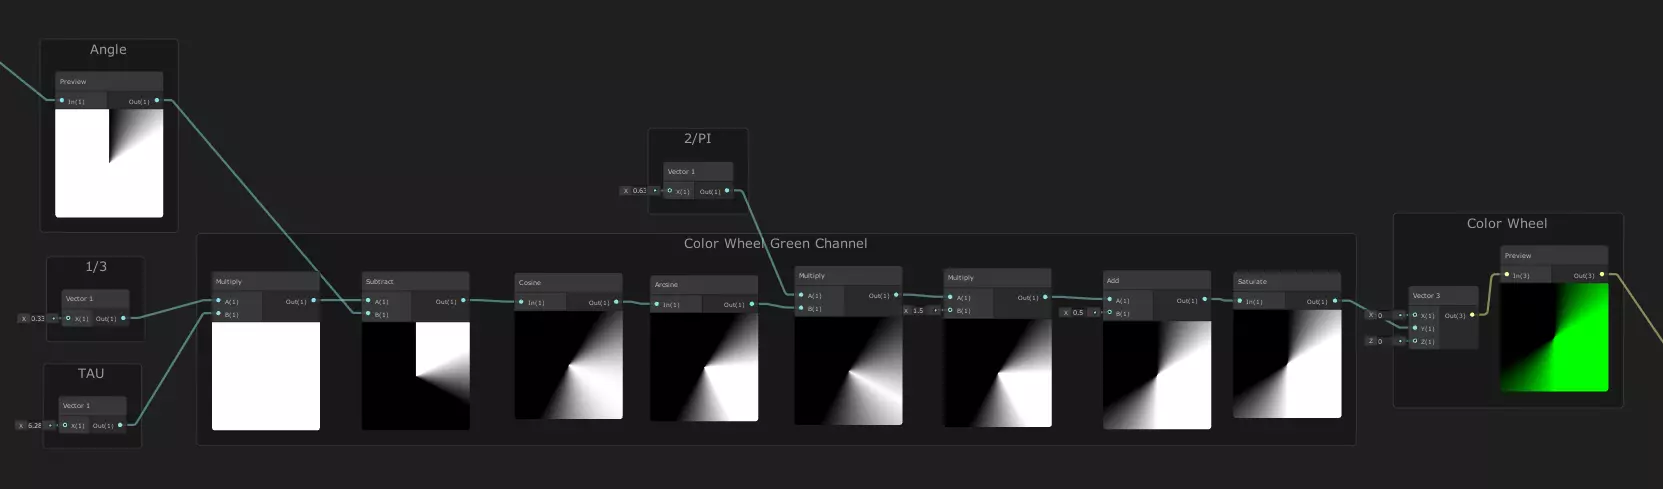 Angle
Preview
In(1) Out(1)
1/3
Vector 1
X 0.33 X(1) Out(1)
TAU
Vector 1
X 6.28 X(1) Out(1)
2/PI
Vector 1
X 0.63 X(1) Out(1)
Color Wheel Green Channel
Multiply
A(1) Out(1)
B(1)
Subtract
A(1) Out(1)
B(1)
Cosine
In(1) Out(1)
Arcsine
In(1) Out(1)
Multiply
A(1) Out(1)
B(1)
Multiply
A(1) Out(1)
X 1.5 B(1)
Add
A(1) Out(1)
X 0.5 B(1)
Saturate
In(1) Out(1)
Color Wheel
Vector 3
X 0 X(1) Out(3)
Y(1)
Z 0 Z(1)
Preview
In(3) Out(3)